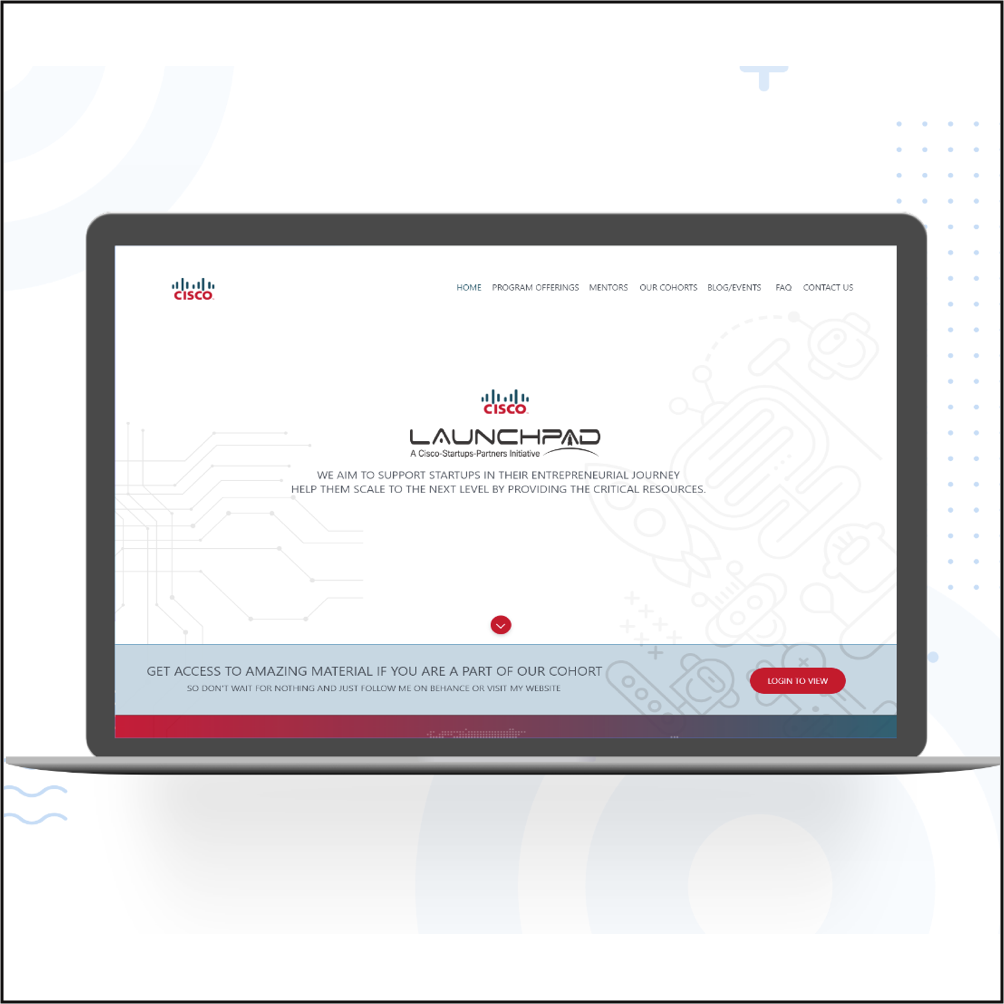 CISCO
HOME PROGRAM OFFERINGS MENTORS OUR COHORTS BLOG/EVENTS FAQ CONTACT US
CISCO
LAUNCHPAD
A Cisco-Startups-Partners Initiative
WE AIM TO SUPPORT STARTUPS IN THEIR ENTREPRENEURIAL JOURNEY
HELP THEM SCALE TO THE NEXT LEVEL BY PROVIDING THE CRITICAL RESOURCES.
GET ACCESS TO AMAZING MATERIAL IF YOU ARE A PART OF OUR COHORT
SO DON'T WAIT FOR NOTHING AND JUST FOLLOW ME ON BEHANCE OR VISIT MY WEBSITE
LOGIN TO VIEW